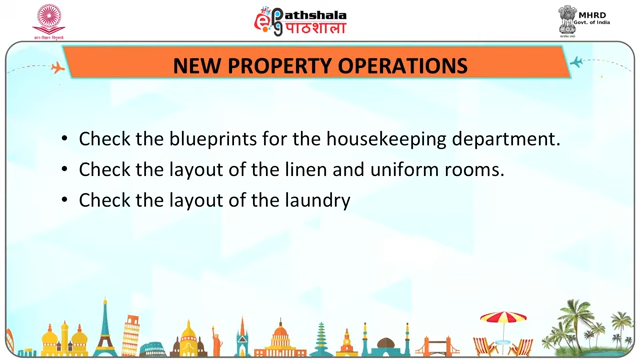 ePathshala
पाठशाला
MHRD
Govt. of India
NEW PROPERTY OPERATIONS
• Check the blueprints for the housekeeping department.
• Check the layout of the linen and uniform rooms.
• Check the layout of the laundry